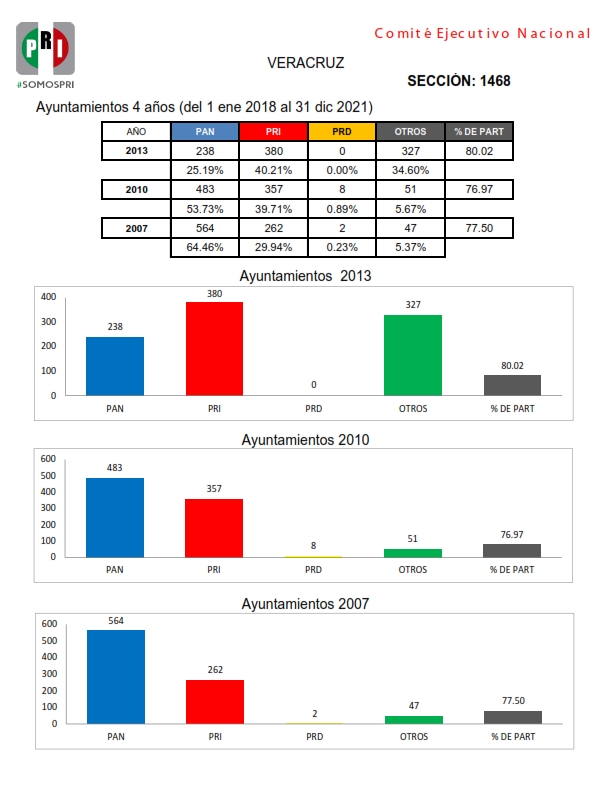 PRI
#SOMOSPRI
Comité Ejecutivo Nacional
VERACRUZ
SECCIÓN: 1468
Ayuntamientos 4 años (del 1 ene 2018 al 31 dic 2021)
AÑO PAN PRI PRD OTROS % DE PART
2013 238 380 0 327 80.02
25.19% 40.21% 0.00% 34.60%
2010 483 357 8 51 76.97
53.73% 39.71% 0.89% 5.67%
2007 564 262 2 47 77.50
64.46% 29.94% 0.23% 5.37%
Ayuntamientos 2013
400
300
200
100
0
238 380 0 327 80.02
PAN PRI PRD OTROS % DE PART
Ayuntamientos 2010
600
500
400
300
200
100
0
483 357 8 51 76.97
PAN PRI PRD OTROS % DE PART
Ayuntamientos 2007
600
500
400
300
200
100
0
564 262 2 47 77.50
PAN PRI PRD OTROS % DE PART